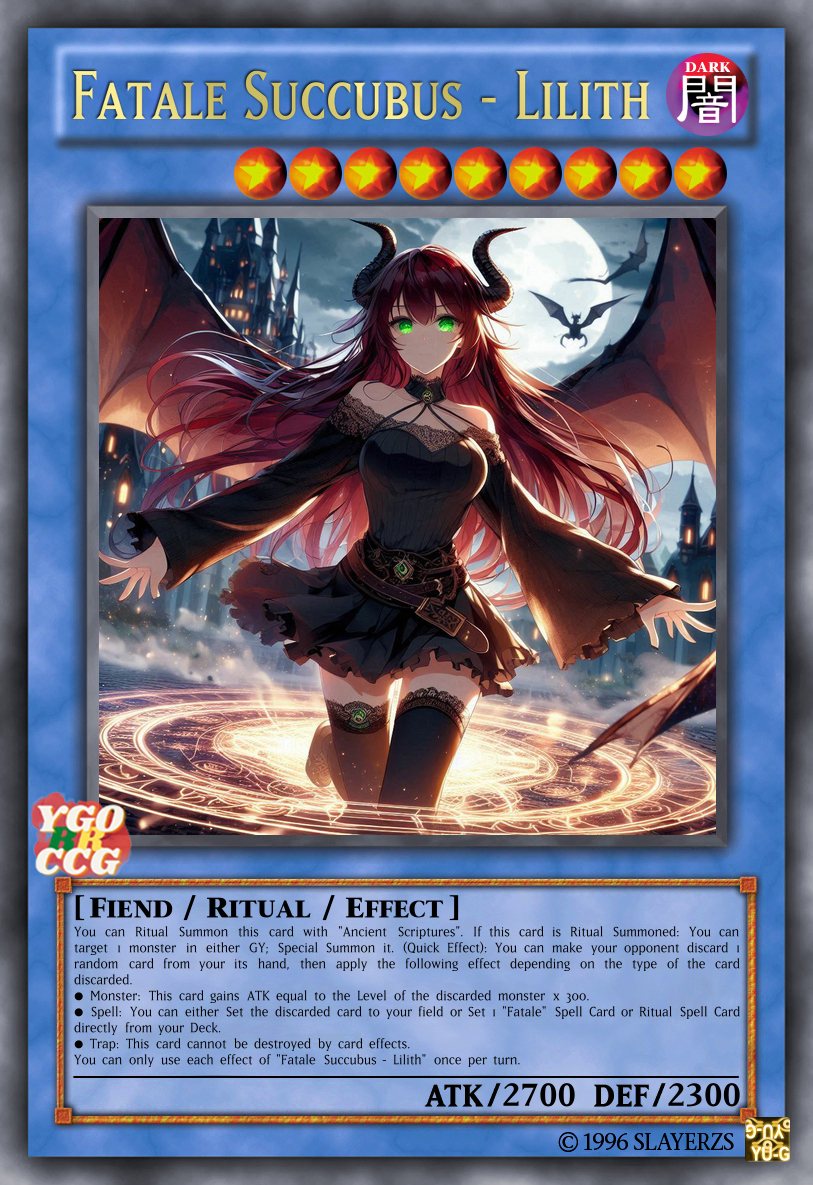 FATALE SUCCUBUS - LILITH
DARK
闇
YGO
RR
CCG
[ FIEND / RITUAL / EFFECT ]
You can Ritual Summon this card with "Ancient Scriptures". If this card is Ritual Summoned: You can
target 1 monster in either GY; Special Summon it. (Quick Effect): You can make your opponent discard 1
random card from your its hand, then apply the following effect depending on the type of the card
discarded.
● Monster: This card gains ATK equal to the Level of the discarded monster x 300.
● Spell: You can either Set the discarded card to your field or Set 1 "Fatale" Spell Card or Ritual Spell Card
directly from your Deck.
● Trap: This card cannot be destroyed by card effects.
You can only use each effect of "Fatale Succubus - Lilith" once per turn.
ATK/2700 DEF/2300
© 1996 SLAYERZS